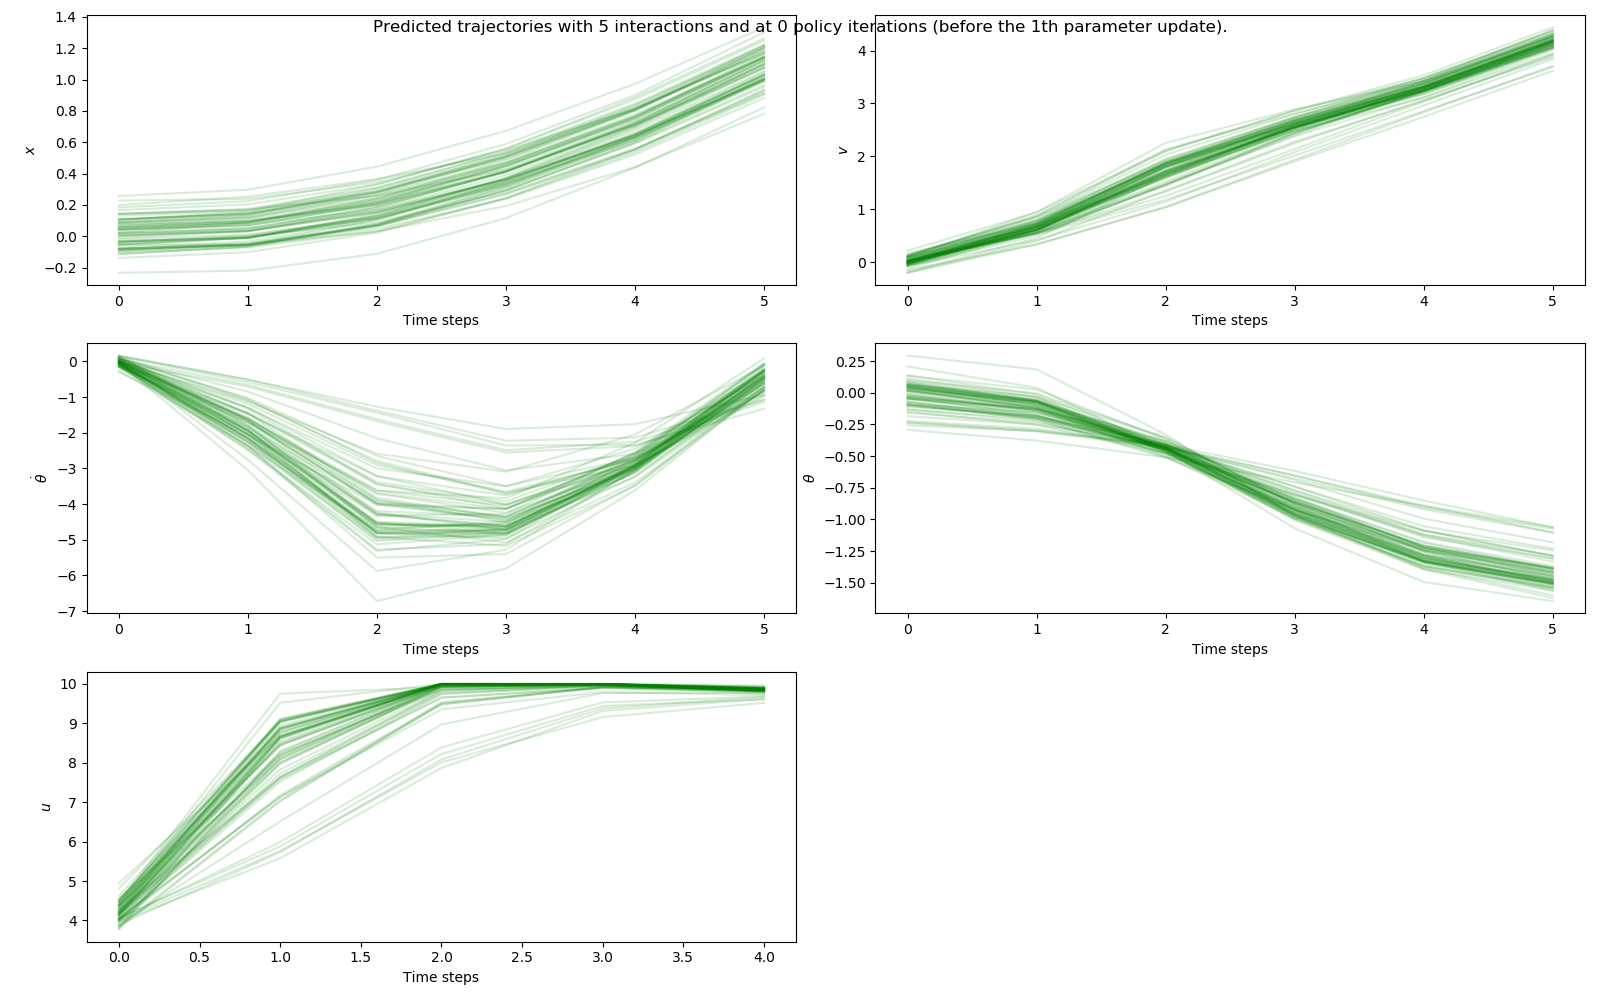 Predicted trajectories with 5 interactions and at 0 policy iterations (before the 1th parameter update).
1.4
1.2
1.0
0.8
0.6
0.4
0.2
0.0
−0.2
x
0 1 2 3 4 5
Time steps
4
3
2
1
0
v
0 1 2 3 4 5
Time steps
0
−1
−2
−3
−4
−5
−6
−7
θ̇
0 1 2 3 4 5
Time steps
0.25
0.00
−0.25
−0.50
−0.75
−1.00
−1.25
−1.50
θ
0 1 2 3 4 5
Time steps
10
9
8
7
6
5
4
u
0.0 0.5 1.0 1.5 2.0 2.5 3.0 3.5 4.0
Time steps